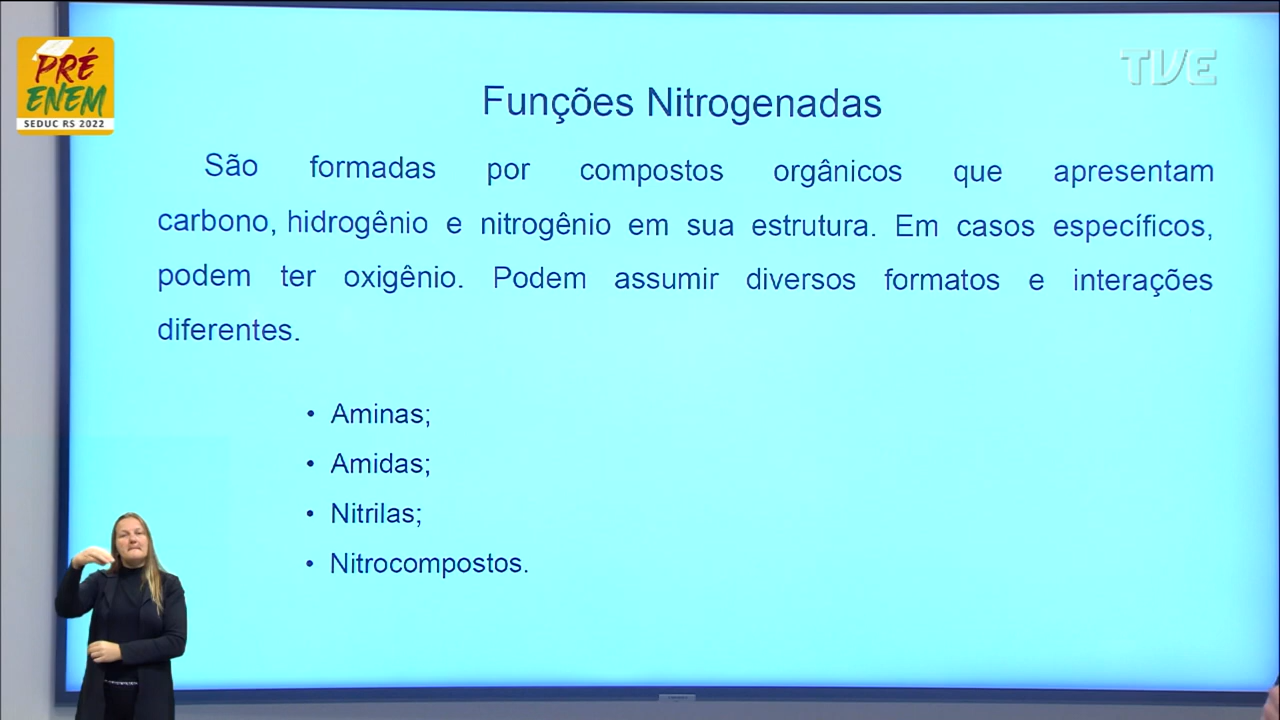 PRÉ
ENEM
SEDUC RS 2022
TVE
Funções Nitrogenadas
São formadas por compostos orgânicos que apresentam
carbono, hidrogênio e nitrogênio em sua estrutura. Em casos específicos,
podem ter oxigênio. Podem assumir diversos formatos e interações
diferentes.
• Aminas;
• Amidas;
• Nitrilas;
• Nitrocompostos.